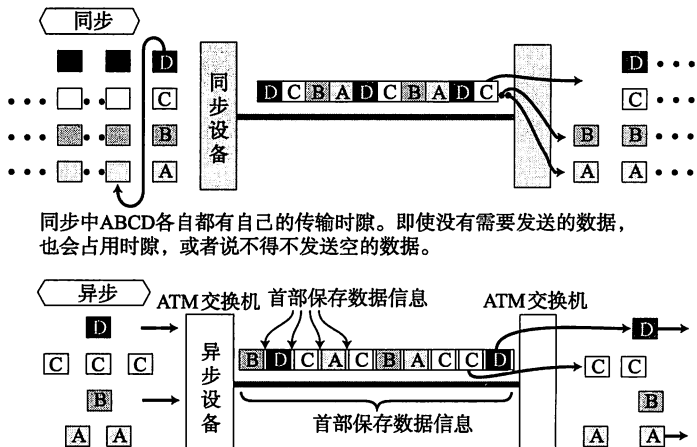 同步
D
C
B
A
同步设备
D C B A D C B A D C
D
C
B B
A A
同步中ABCD各自都有自己的传输时隙。即使没有需要发送的数据，
也会占用时隙，或者说不得不发送空的数据。
异步
ATM交换机
首部保存数据信息
ATM交换机
D
C C C
B
A A
异步设备
B D C A C B A C C D
首部保存数据信息
D
C C
B
A A